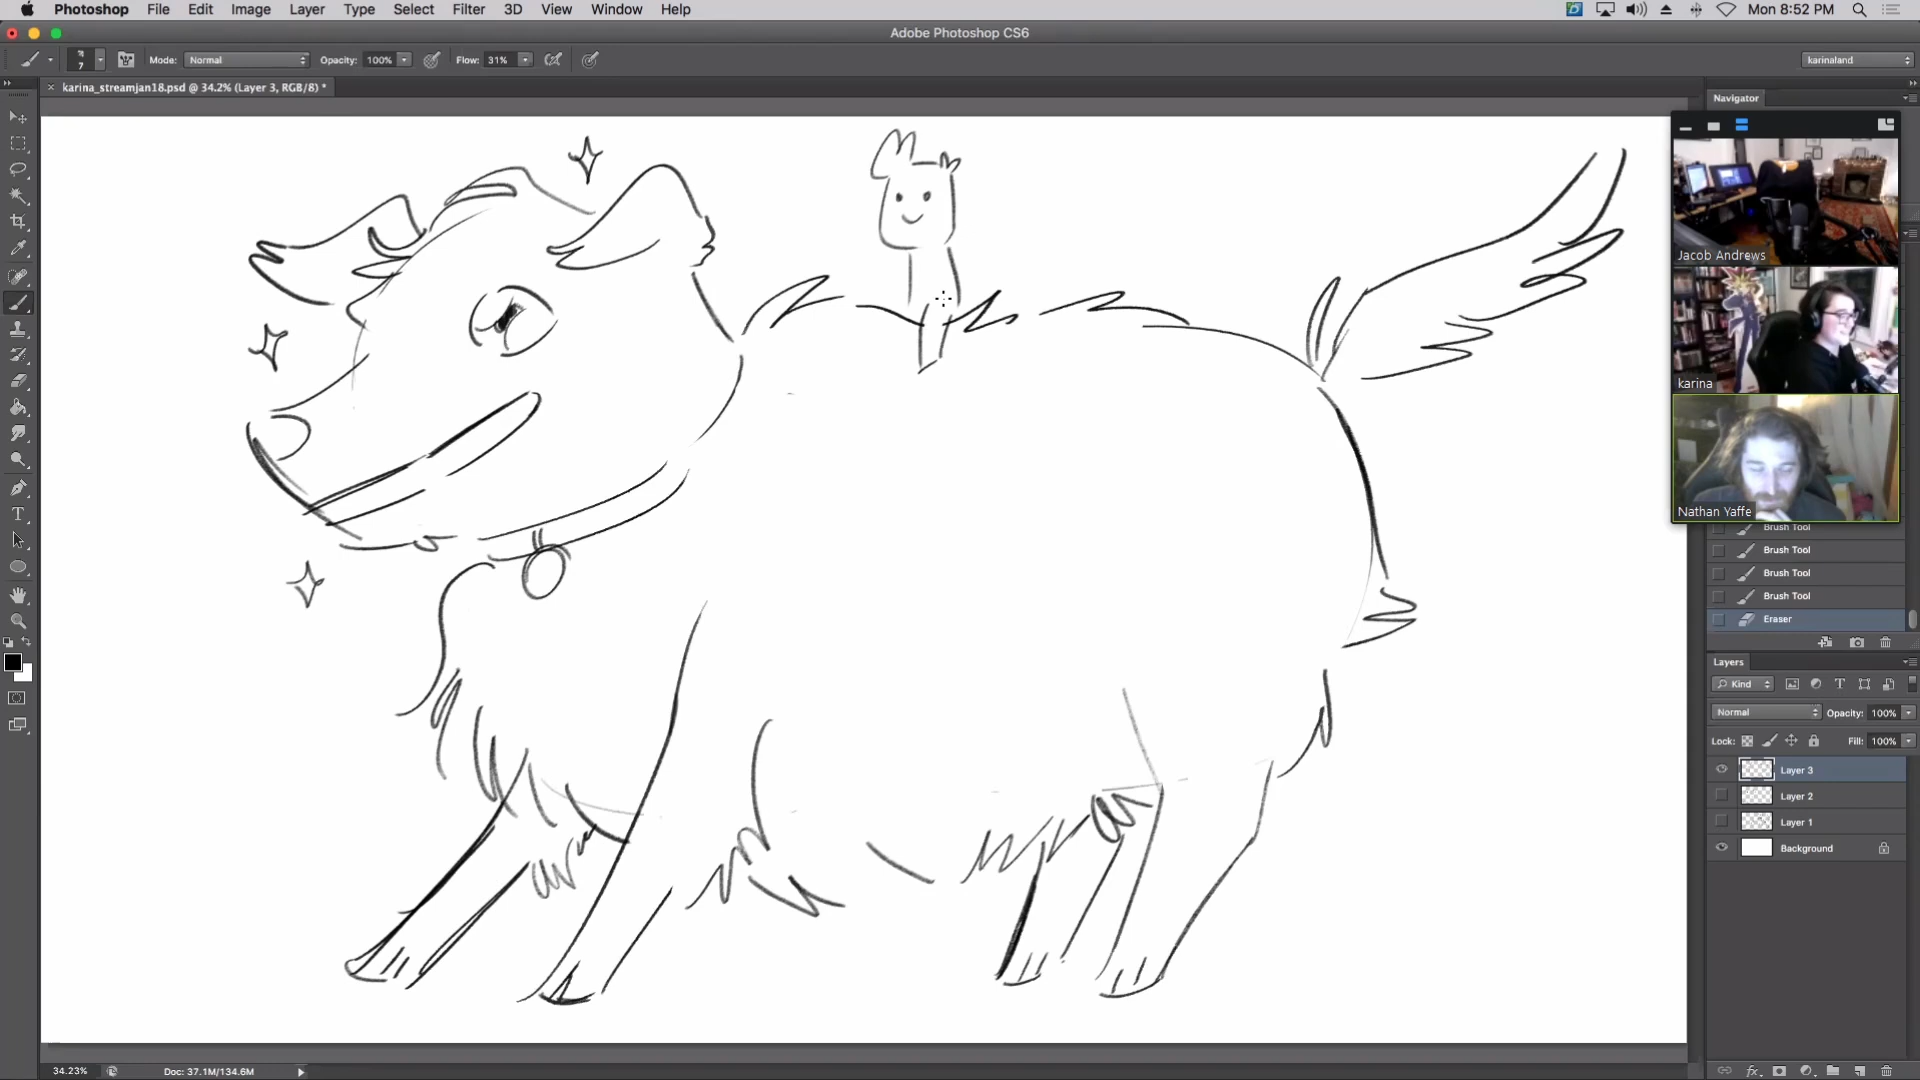 Photoshop File Edit Image Layer Type Select Filter 3D View Window Help Mon 8:52 PM
Adobe Photoshop CS6
7 Mode: Normal Opacity: 100% Flow: 31% karinaland
× karina_streamjan18.psd @ 34.2% (Layer 3, RGB/8) *
Navigator
Jacob Andrews
karina
Nathan Yaffe
Brush Tool
Brush Tool
Brush Tool
Brush Tool
Eraser
Layers
Kind
Normal Opacity: 100%
Lock: Fill: 100%
Layer 3
Layer 2
Layer 1
Background
34.23% Doc: 37.1M/134.6M